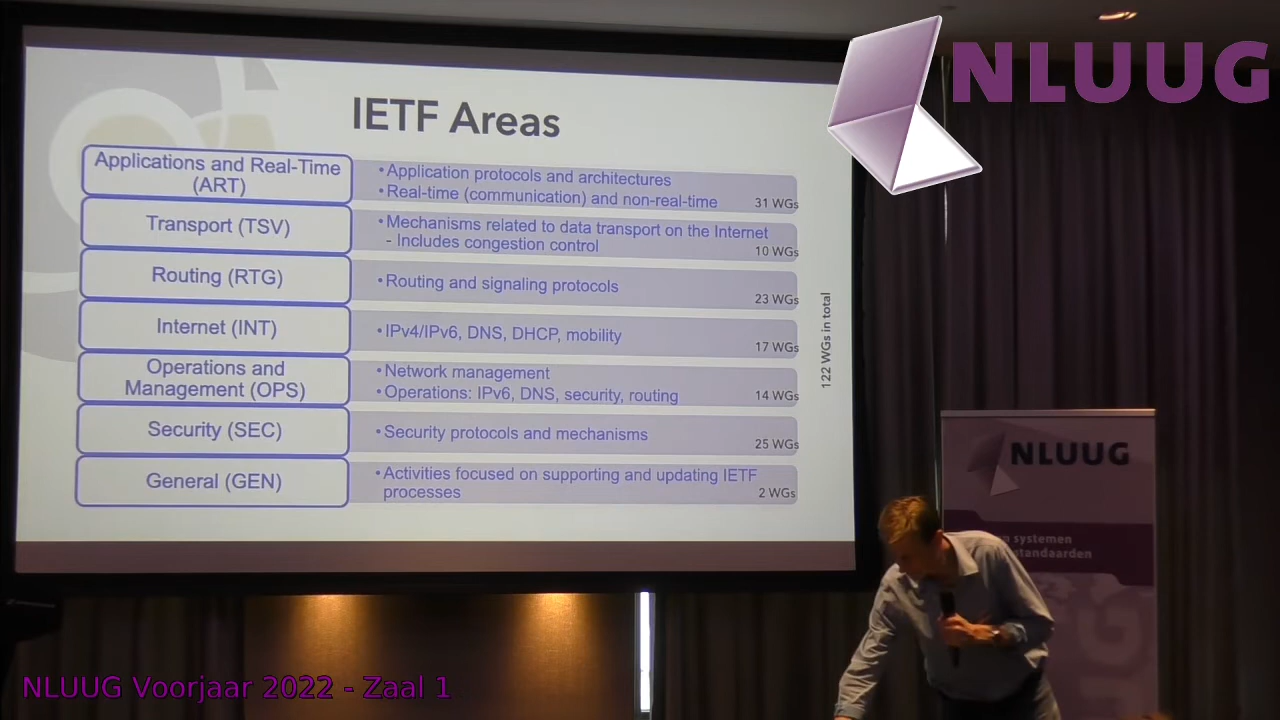 NLUUG
IETF Areas
Applications and Real-Time
(ART)
• Application protocols and architectures
• Real-time (communication) and non-real-time
31 WGs
Transport (TSV)
• Mechanisms related to data transport on the Internet
- Includes congestion control
10 WGs
Routing (RTG)
• Routing and signaling protocols
23 WGs
Internet (INT)
• IPv4/IPv6, DNS, DHCP, mobility
17 WGs
Operations and
Management (OPS)
• Network management
• Operations: IPv6, DNS, security, routing
14 WGs
Security (SEC)
• Security protocols and mechanisms
25 WGs
General (GEN)
• Activities focused on supporting and updating IETF
processes
2 WGs
122 WGs in total
NLUUG
systemen
standaarden
NLUUG Voorjaar 2022 - Zaal 1